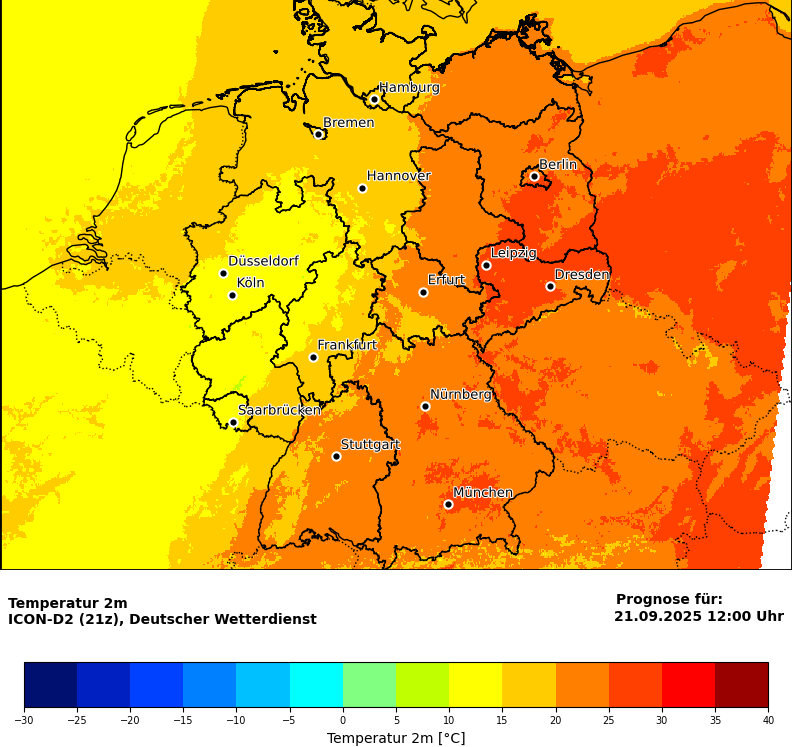 Hamburg
Bremen
Berlin
Hannover
Leipzig
Düsseldorf
Dresden
Köln
Erfurt
Frankfurt
Nürnberg
Saarbrücken
Stuttgart
München
Temperatur 2m
ICON-D2 (21z), Deutscher Wetterdienst
Prognose für:
21.09.2025 12:00 Uhr
−30 −25 −20 −15 −10 −5 0 5 10 15 20 25 30 35 40
Temperatur 2m [°C]